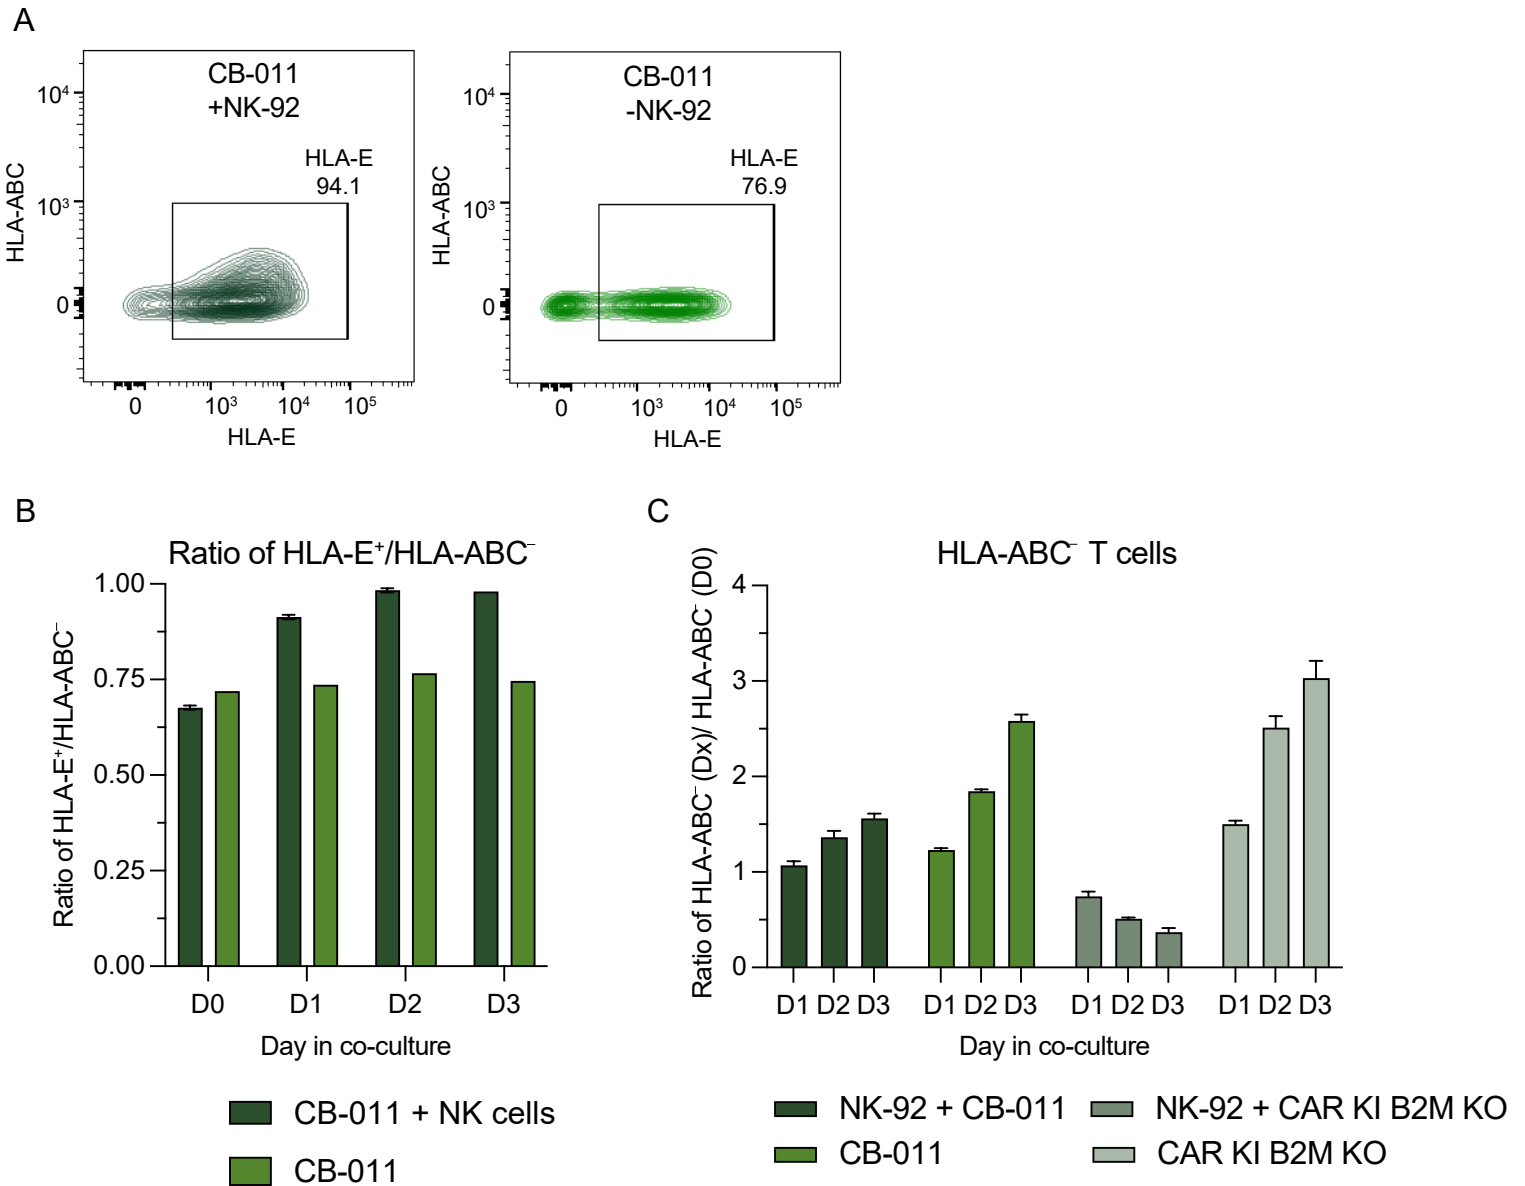 A
CB-011
+NK-92
HLA-E
94.1
10⁴
10³
0
HLA-ABC
0 10³ 10⁴ 10⁵
HLA-E
CB-011
-NK-92
HLA-E
76.9
10⁴
10³
0
HLA-ABC
0 10³ 10⁴ 10⁵
HLA-E
B
Ratio of HLA-E⁺/HLA-ABC⁻
Ratio of HLA-E⁺/HLA-ABC⁻
1.00
0.75
0.50
0.25
0.00
D0 D1 D2 D3
Day in co-culture
CB-011 + NK cells
CB-011
C
HLA-ABC⁻ T cells
Ratio of HLA-ABC⁻ (Dx)/ HLA-ABC⁻ (D0)
4
3
2
1
0
D1 D2 D3 D1 D2 D3 D1 D2 D3 D1 D2 D3
Day in co-culture
NK-92 + CB-011
CB-011
NK-92 + CAR KI B2M KO
CAR KI B2M KO